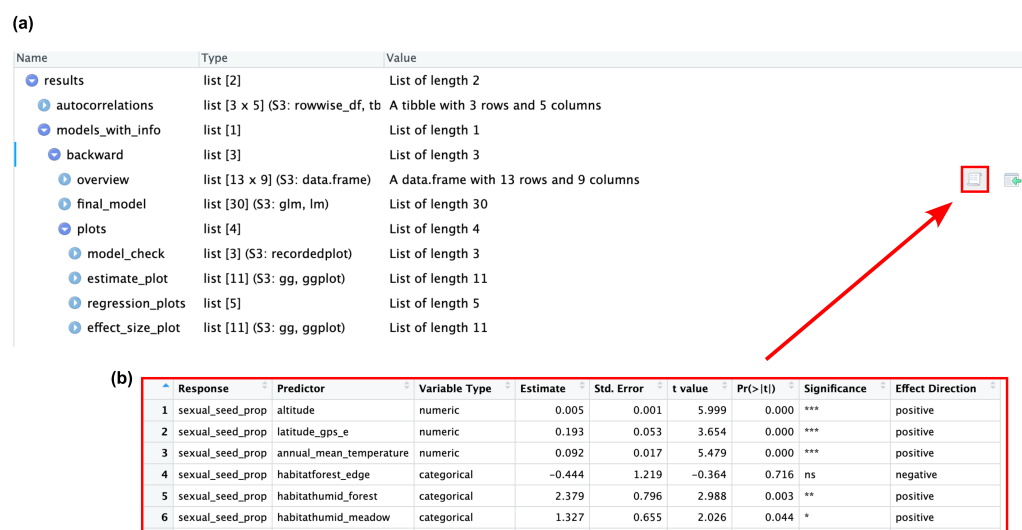 (a)
Name Type Value
results list [2] List of length 2
autocorrelations list [3 x 5] (S3: rowwise_df, tb A tibble with 3 rows and 5 columns
models_with_info list [1] List of length 1
backward list [3] List of length 3
overview list [13 x 9] (S3: data.frame) A data.frame with 13 rows and 9 columns
final_model list [30] (S3: glm, lm) List of length 30
plots list [4] List of length 4
model_check list [3] (S3: recordedplot) List of length 3
estimate_plot list [11] (S3: gg, ggplot) List of length 11
regression_plots list [5] List of length 5
effect_size_plot list [11] (S3: gg, ggplot) List of length 11
(b)
Response Predictor Variable Type Estimate Std. Error t value Pr(>|t|) Significance Effect Direction
1 sexual_seed_prop altitude numeric 0.005 0.001 5.999 0.000 *** positive
2 sexual_seed_prop latitude_gps_e numeric 0.193 0.053 3.654 0.000 *** positive
3 sexual_seed_prop annual_mean_temperature numeric 0.092 0.017 5.479 0.000 *** positive
4 sexual_seed_prop habitatforest_edge categorical −0.444 1.219 −0.364 0.716 ns negative
5 sexual_seed_prop habitathumid_forest categorical 2.379 0.796 2.988 0.003 ** positive
6 sexual_seed_prop habitathumid_meadow categorical 1.327 0.655 2.026 0.044 * positive